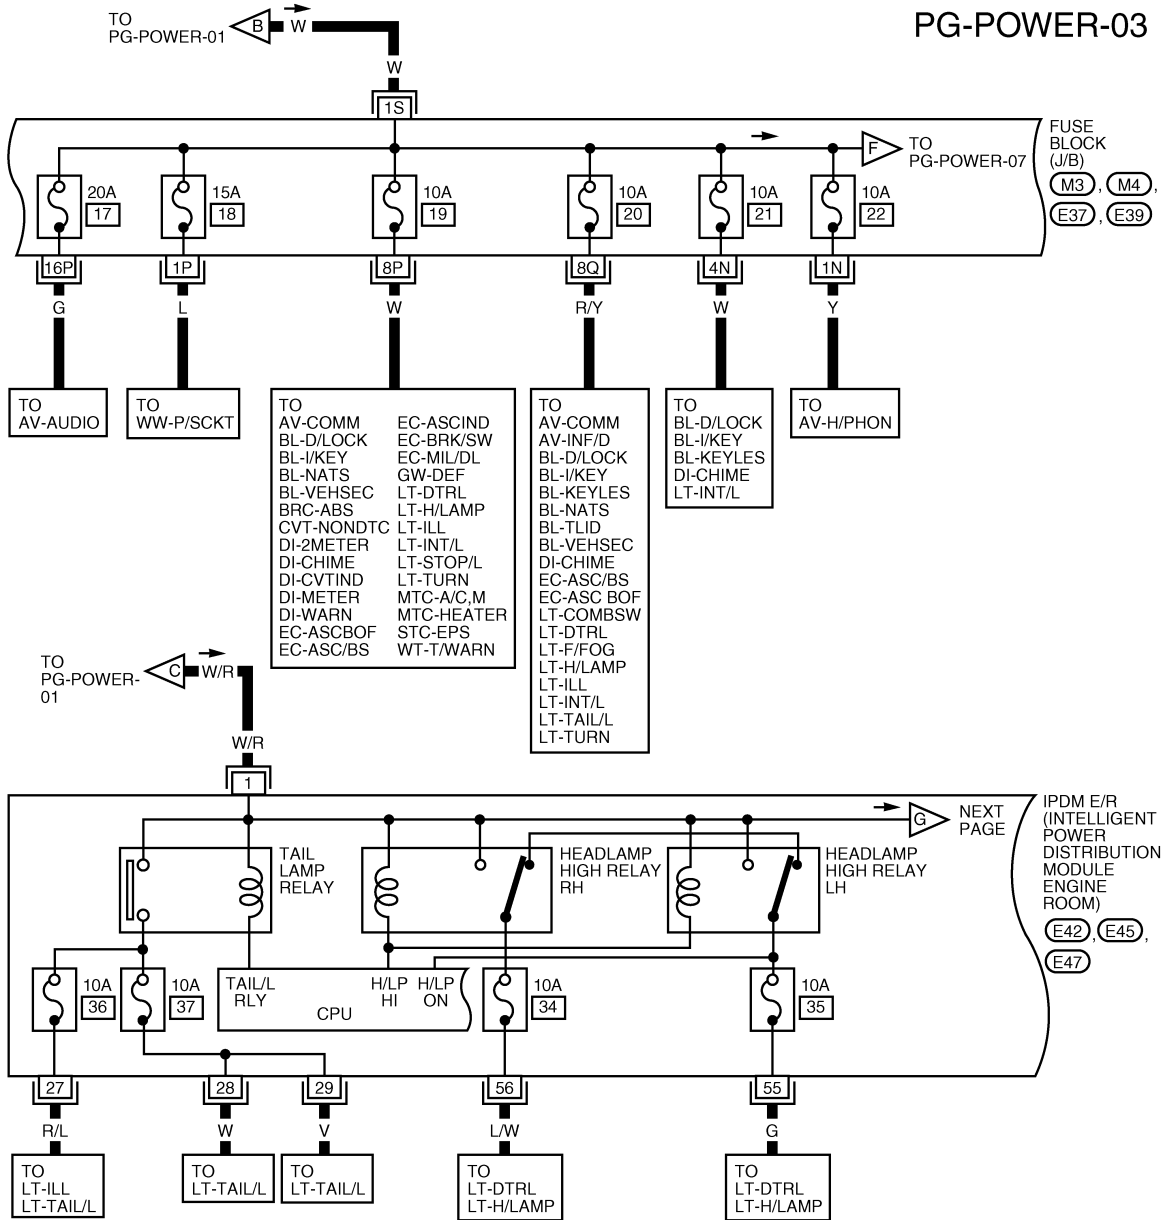 PG-POWER-03
TO
PG-POWER-01
B
W
W
1S
FUSE
BLOCK
(J/B)
M3 , M4 ,
E37 , E39
F
TO
PG-POWER-07
20A
17
15A
18
10A
19
10A
20
10A
21
10A
22
16P
1P
8P
8Q
4N
1N
G
L
W
R/Y
W
Y
TO
AV-AUDIO
TO
WW-P/SCKT
TO
AV-COMM
BL-D/LOCK
BL-I/KEY
BL-NATS
BL-VEHSEC
BRC-ABS
CVT-NONDTC
DI-2METER
DI-CHIME
DI-CVTIND
DI-METER
DI-WARN
EC-ASCBOF
EC-ASC/BS
EC-ASCIND
EC-BRK/SW
EC-MIL/DL
GW-DEF
LT-DTRL
LT-H/LAMP
LT-ILL
LT-INT/L
LT-STOP/L
LT-TURN
MTC-A/C,M
MTC-HEATER
STC-EPS
WT-T/WARN
TO
AV-COMM
AV-INF/D
BL-D/LOCK
BL-I/KEY
BL-KEYLES
BL-NATS
BL-TLID
BL-VEHSEC
DI-CHIME
EC-ASC/BS
EC-ASC BOF
LT-COMBSW
LT-DTRL
LT-F/FOG
LT-H/LAMP
LT-ILL
LT-INT/L
LT-TAIL/L
LT-TURN
TO
BL-D/LOCK
BL-I/KEY
BL-KEYLES
DI-CHIME
LT-INT/L
TO
AV-H/PHON
TO
PG-POWER-
01
C
W/R
W/R
1
G
NEXT
PAGE
IPDM E/R
(INTELLIGENT
POWER
DISTRIBUTION
MODULE
ENGINE
ROOM)
E42 , E45 ,
E47
TAIL
LAMP
RELAY
HEADLAMP
HIGH RELAY
RH
HEADLAMP
HIGH RELAY
LH
10A
36
10A
37
TAIL/L
RLY
H/LP
HI
H/LP
ON
CPU
10A
34
10A
35
27
28
29
56
55
R/L
W
V
L/W
G
TO
LT-ILL
LT-TAIL/L
TO
LT-TAIL/L
TO
LT-TAIL/L
TO
LT-DTRL
LT-H/LAMP
TO
LT-DTRL
LT-H/LAMP